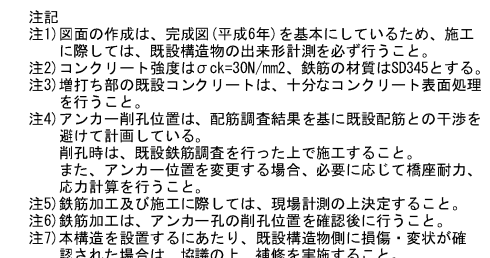 注記
注1)図面の作成は、完成図(平成6年)を基本にしているため、施工
に際しては、既設構造物の出来形計測を必ず行うこと。
注2)コンクリート強度はσck=30N/mm2、鉄筋の材質はSD345とする。
注3)増打ち部の既設コンクリートは、十分なコンクリート表面処理
を行うこと。
注4)アンカー削孔位置は、配筋調査結果を基に既設配筋との干渉を
避けて計画している。
削孔時は、既設鉄筋調査を行った上で施工すること。
また、アンカー位置を変更する場合、必要に応じて橋座耐力、
応力計算を行うこと。
注5)鉄筋加工及び施工に際しては、現場計測の上決定すること。
注6)鉄筋加工は、アンカー孔の削孔位置を確認後に行うこと。
注7)本構造を設置するにあたり、既設構造物側に損傷・変状が確
認された場合は、協議の上、補修を実施すること。